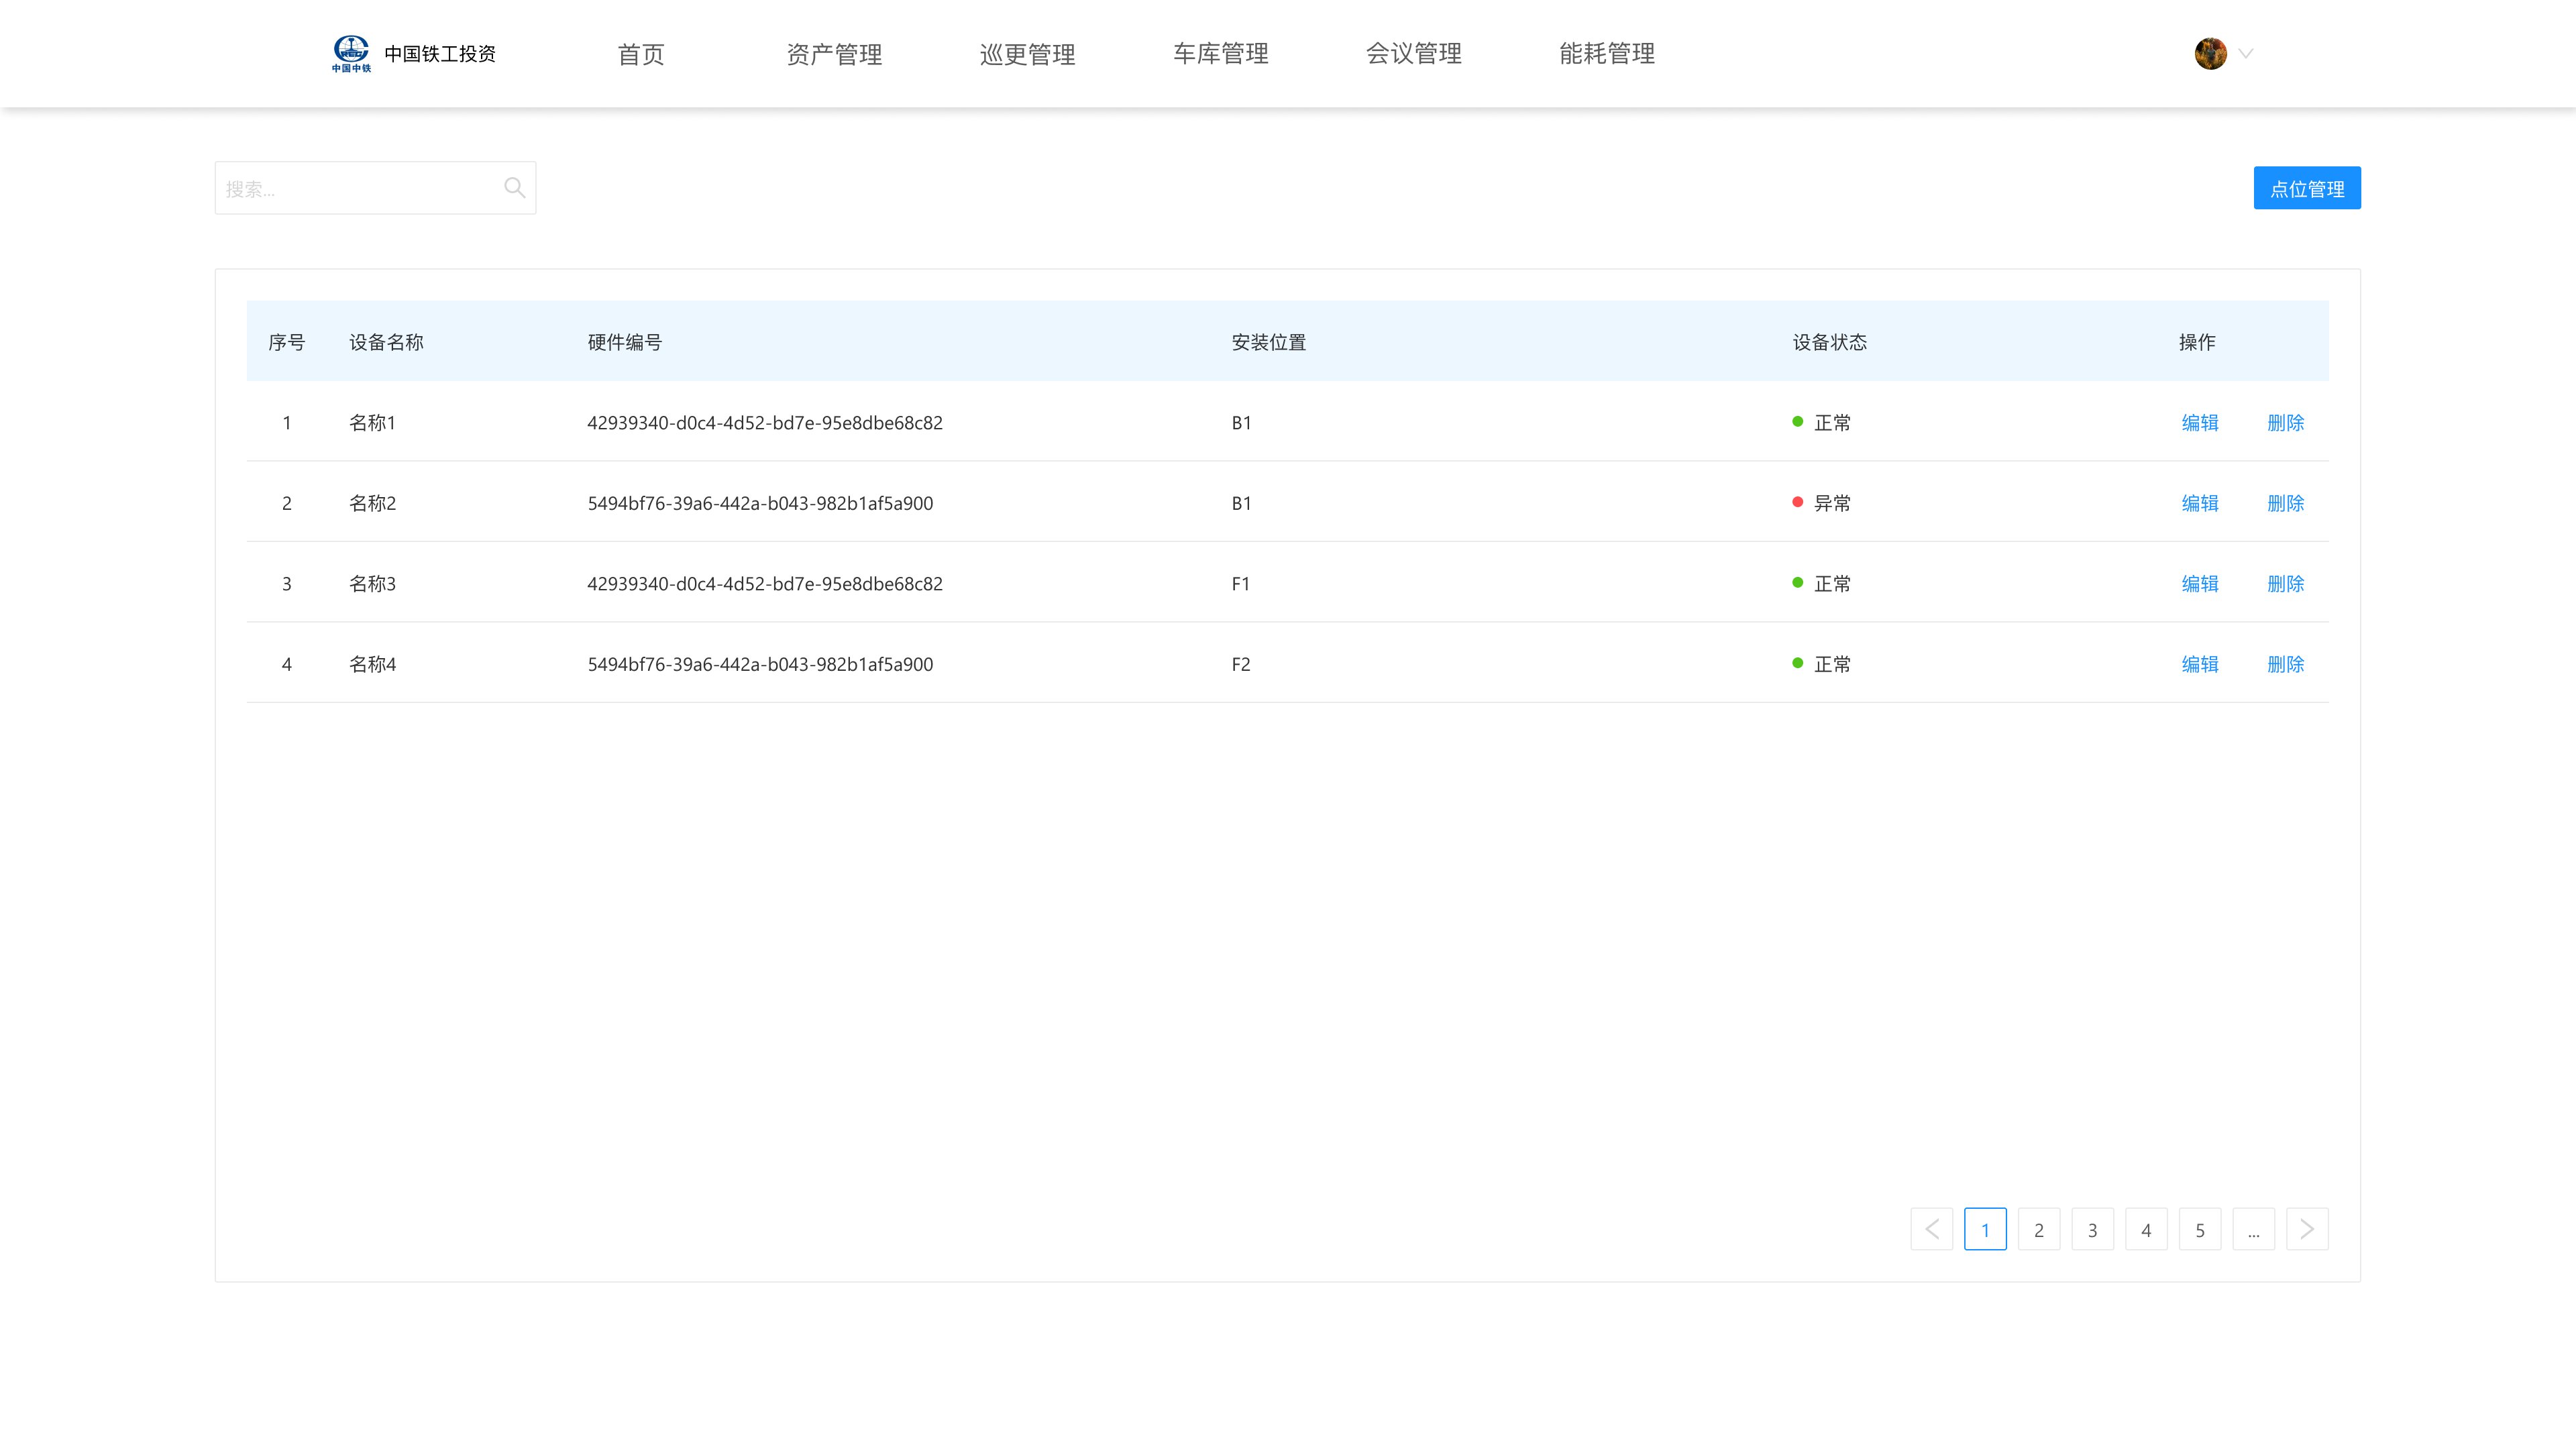 中国中铁 中国铁工投资 首页 资产管理 巡更管理 车库管理 会议管理 能耗管理
搜索... 点位管理
序号 设备名称 硬件编号 安装位置 设备状态 操作
1 名称1 42939340-d0c4-4d52-bd7e-95e8dbe68c82 B1 正常 编辑 删除
2 名称2 5494bf76-39a6-442a-b043-982b1af5a900 B1 异常 编辑 删除
3 名称3 42939340-d0c4-4d52-bd7e-95e8dbe68c82 F1 正常 编辑 删除
4 名称4 5494bf76-39a6-442a-b043-982b1af5a900 F2 正常 编辑 删除
1 2 3 4 5 ...